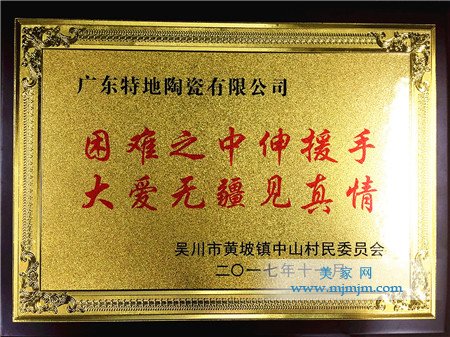 广东特地陶瓷有限公司
困难之中伸援手
大爱无疆见真情
吴川市黄坡镇中山村民委员会
二〇一七年十一月
美家网
www.mjmjm.com